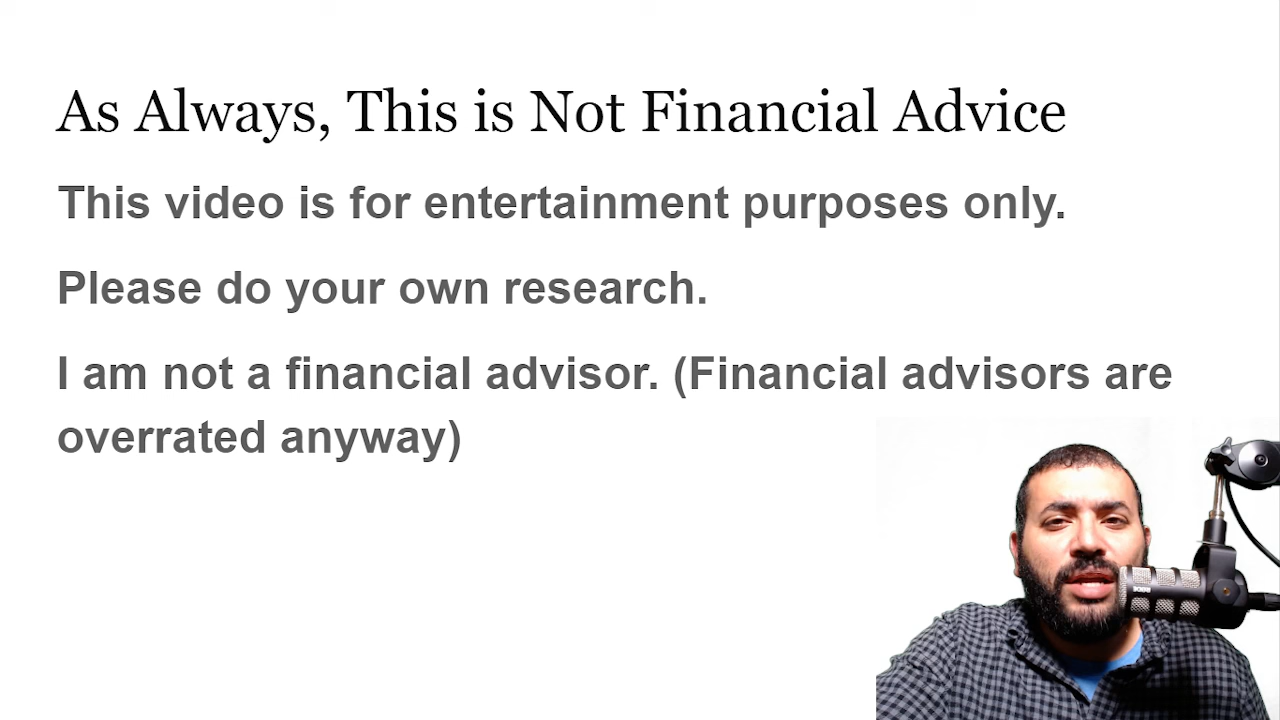 As Always, This is Not Financial Advice
This video is for entertainment purposes only.
Please do your own research.
I am not a financial advisor. (Financial advisors are
overrated anyway)